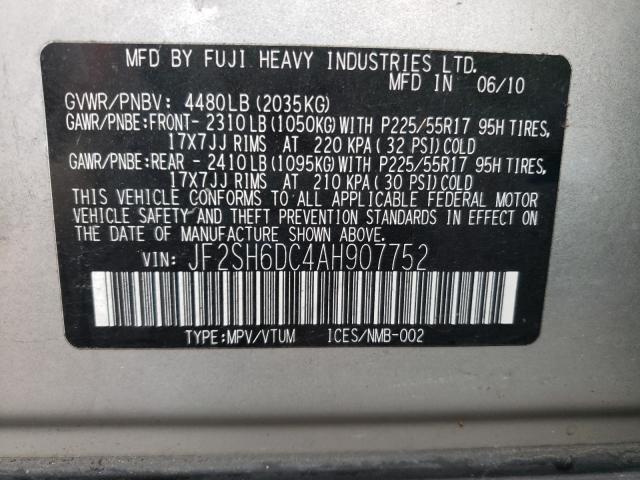 MFD BY FUJI HEAVY INDUSTRIES LTD.
MFD IN 06/10
GVWR/PNBV: 4480LB(2035KG)
GAWR/PNBE:FRONT- 2310LB(1050KG)WITH P225/55R17 95H TIRES,
17X7JJ RIMS AT 220 KPA( 32 PSI)COLD
GAWR/PNBE:REAR - 2410LB(1095KG)WITH P225/55R17 95H TIRES,
17X7JJ RIMS AT 210 KPA( 30 PSI)COLD
THIS VEHICLE CONFORMS TO ALL APPLICABLE FEDERAL MOTOR
VEHICLE SAFETY AND THEFT PREVENTION STANDARDS IN EFFECT ON
THE DATE OF MANUFACTURE SHOWN ABOVE.
VIN: JF2SH6DC4AH907752
TYPE:MPV/VTUM ICES/NMB-002